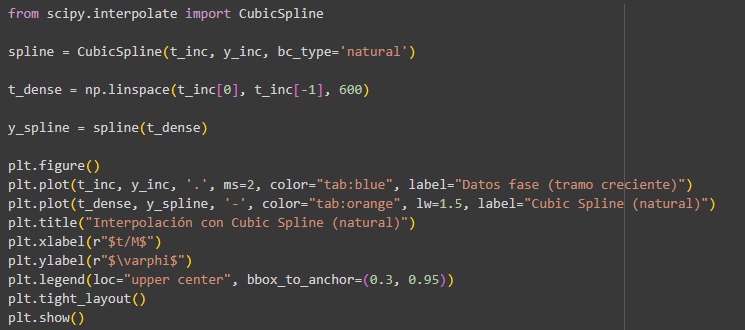 from scipy.interpolate import CubicSpline
spline = CubicSpline(t_inc, y_inc, bc_type='natural')
t_dense = np.linspace(t_inc[0], t_inc[-1], 600)
y_spline = spline(t_dense)
plt.figure()
plt.plot(t_inc, y_inc, '.', ms=2, color="tab:blue", label="Datos fase (tramo creciente)")
plt.plot(t_dense, y_spline, '-', color="tab:orange", lw=1.5, label="Cubic Spline (natural)")
plt.title("Interpolación con Cubic Spline (natural)")
plt.xlabel(r"$t/M$")
plt.ylabel(r"$\varphi$")
plt.legend(loc="upper center", bbox_to_anchor=(0.3, 0.95))
plt.tight_layout()
plt.show()